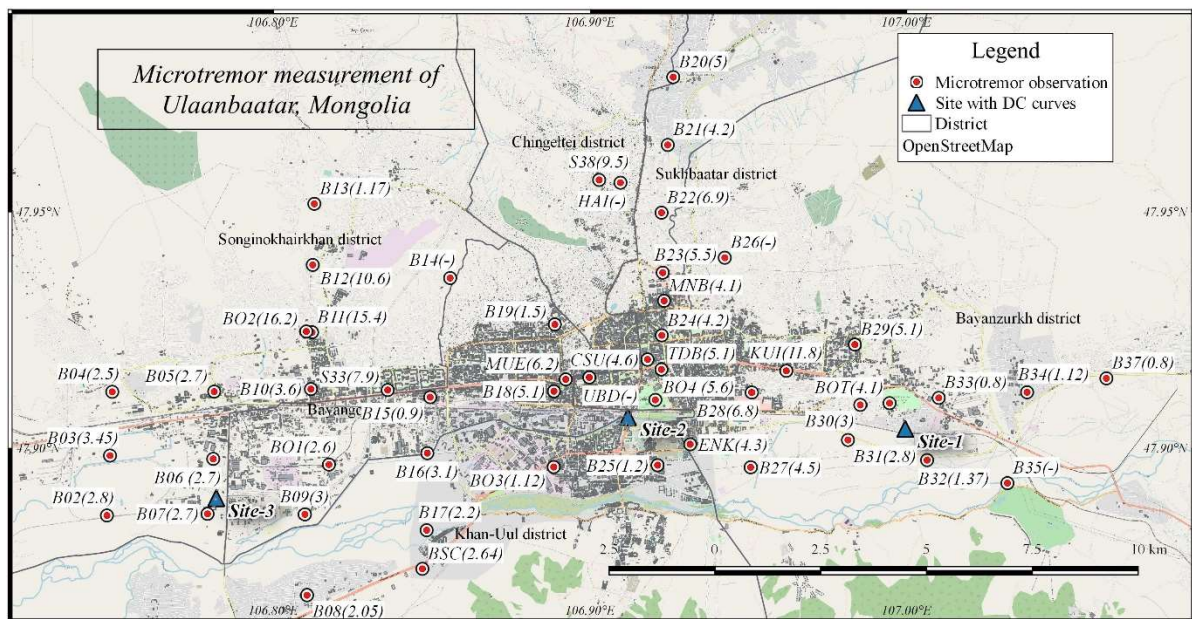 106.80°E
106.90°E
107.00°E
Microtremor measurement of
Ulaanbaatar, Mongolia
Legend
Microtremor observation
Site with DC curves
District
OpenStreetMap
B20(5)
B21(4.2)
Chingeltei district
S38(9.5)
Sukhbaatar district
HAI(-)
B13(1.17)
B22(6.9)
47.95°N
47.95°N
Songinokhairkhan district
B14(-)
B23(5.5)
B26(-)
B12(10.6)
MNB(4.1)
BO2(16.2)
B11(15.4)
B19(1.5)
B24(4.2)
B29(5.1)
Bayanzurkh district
MUE(6.2)
CSU(4.6)
TDB(5.1)
KUI(11.8)
B37(0.8)
B04(2.5)
B05(2.7)
B10(3.6)
S33(7.9)
B18(5.1)
UBD(-)
BO4 (5.6)
BOT(4.1)
B33(0.8)
B34(1.12)
B15(0.9)
B28(6.8)
B30(3)
B03(3.45)
Site-2
Site-1
47.90°N
47.90°N
BO1(2.6)
B16(3.1)
ENK(4.3)
B31(2.8)
B06 (2.7)
BO3(1.12)
B25(1.2)
B27(4.5)
B32(1.37)
B35(-)
B02(2.8)
B07(2.7)
Site-3
B09(3)
B17(2.2)
Khan-Uul district
BSC(2.64)
2.5
0
2.5
5
7.5
10 km
B08(2.05)
106.80°E
106.90°E
107.00°E